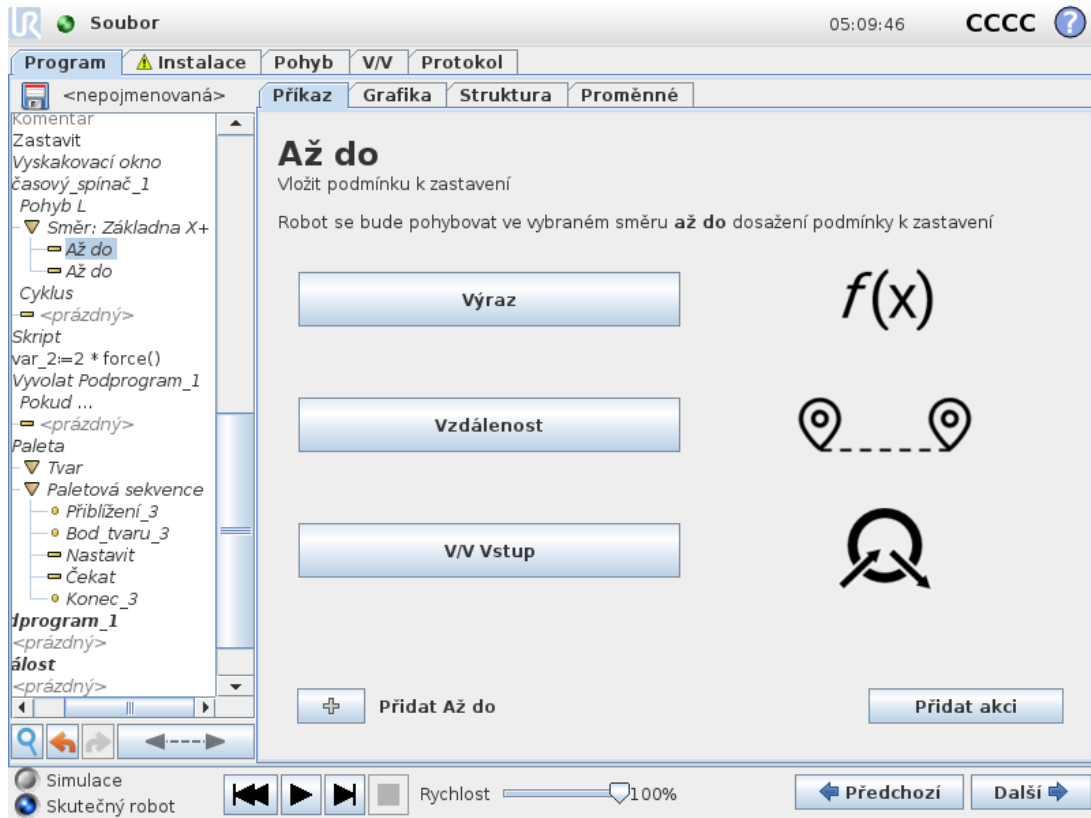 UR Soubor 05:09:46 CCCC ?
Program Instalace Pohyb V/V Protokol
<nepojmenovaná> Příkaz Grafika Struktura Proměnné
Komentář
Zastavit
Vyskakovací okno
časový_spínač_1
Pohyb L
Směr: Základna X+
Až do
Až do
Cyklus
<prázdný>
Skript
var_2:=2 * force()
Vyvolat Podprogram_1
Pokud ...
<prázdný>
Paleta
Tvar
Paletová sekvence
Přiblížení_3
Bod_tvaru_3
Nastavit
Čekat
Konec_3
dprogram_1
<prázdný>
álost
<prázdný>
Až do
Vložit podmínku k zastavení
Robot se bude pohybovat ve vybraném směru až do dosažení podmínky k zastavení
Výraz f(x)
Vzdálenost
V/V Vstup
Přidat Až do Přidat akci
Simulace
Skutečný robot
Rychlost 100%
Předchozí Další